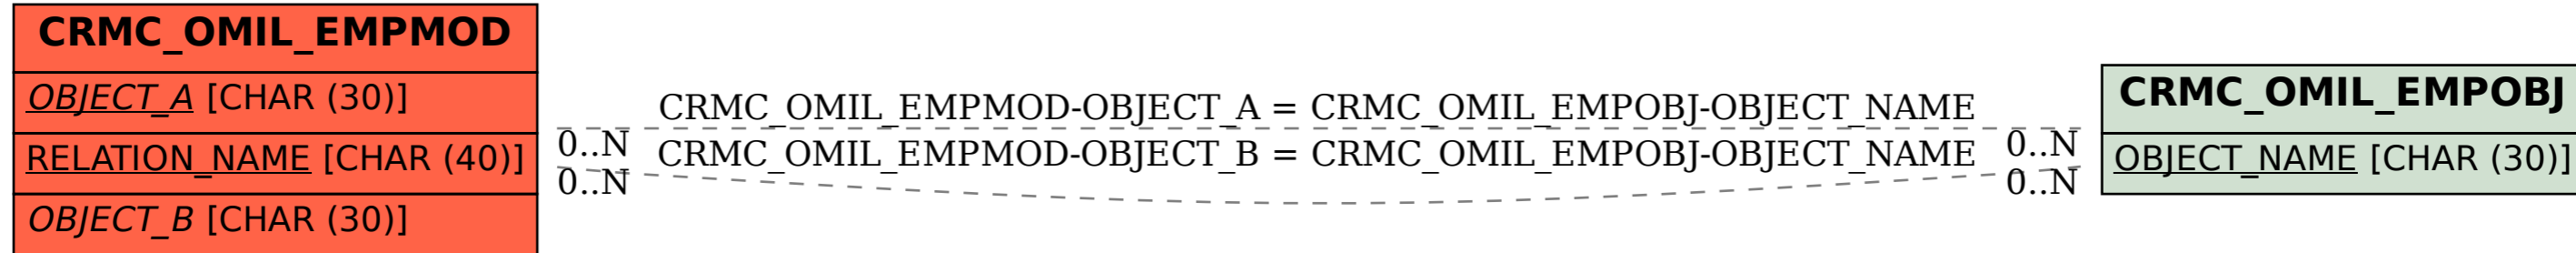 CRMC_OMIL_EMPMOD
OBJECT_A [CHAR (30)]
RELATION_NAME [CHAR (40)]
OBJECT_B [CHAR (30)]
CRMC_OMIL_EMPMOD-OBJECT_A = CRMC_OMIL_EMPOBJ-OBJECT_NAME
0..N
0..N
CRMC_OMIL_EMPMOD-OBJECT_B = CRMC_OMIL_EMPOBJ-OBJECT_NAME
0..N
0..N
CRMC_OMIL_EMPOBJ
OBJECT_NAME [CHAR (30)]